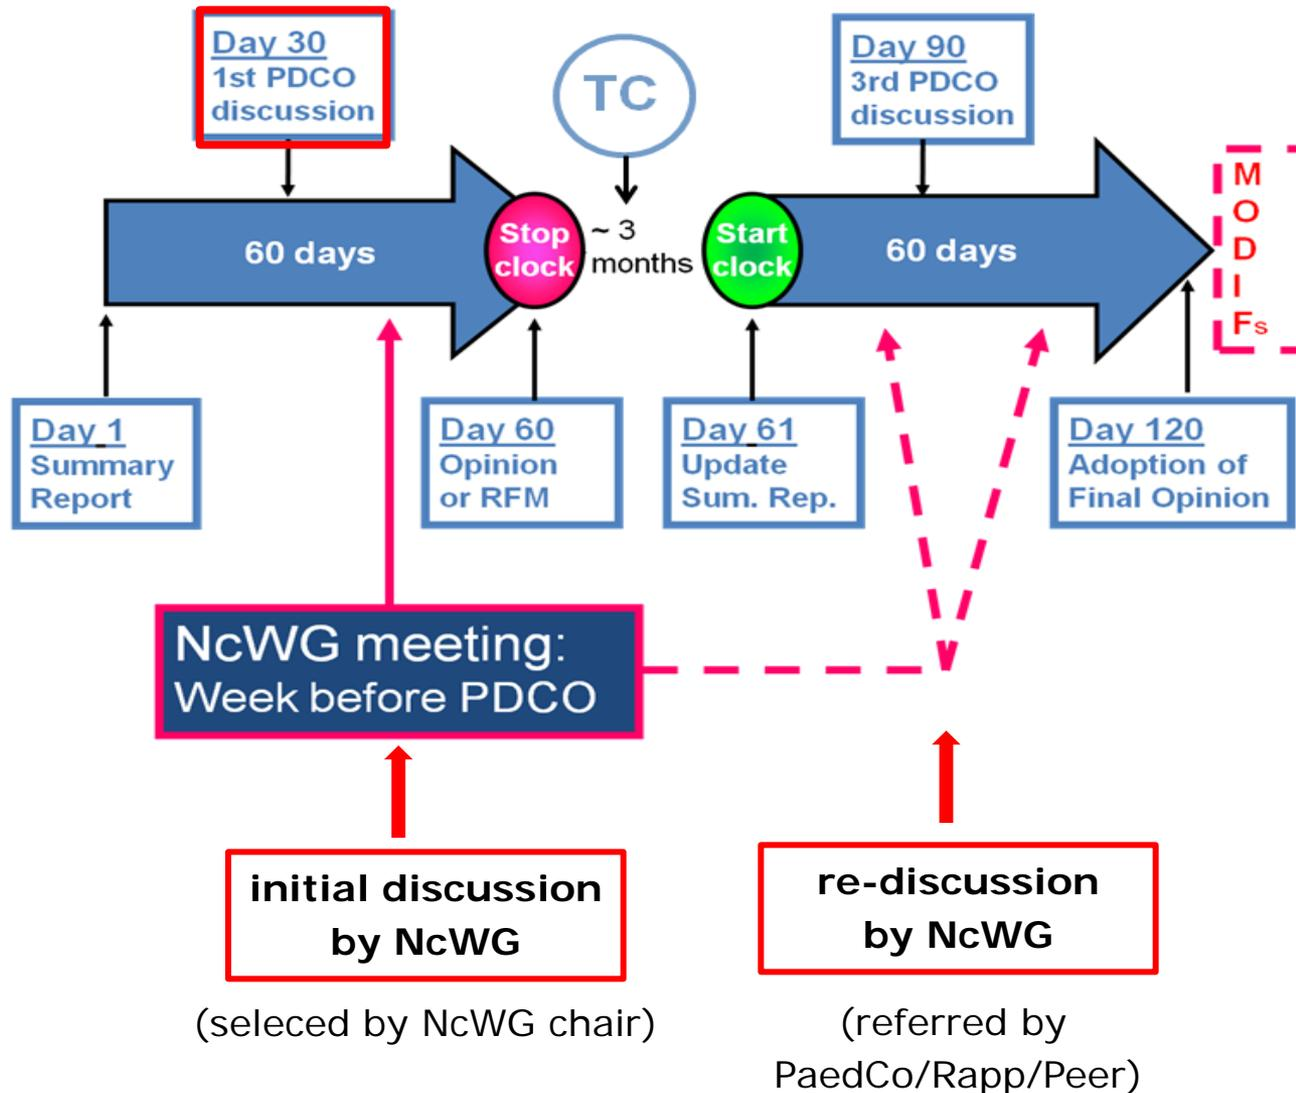 Day 30
1st PDCO
discussion
TC
Day 90
3rd PDCO
discussion
60 days
Stop
clock
~ 3
months
Start
clock
60 days
M
O
D
I
Fs
Day 1
Summary
Report
Day 60
Opinion
or RFM
Day 61
Update
Sum. Rep.
Day 120
Adoption of
Final Opinion
NcWG meeting:
Week before PDCO
initial discussion
by NcWG
re-discussion
by NcWG
(seleced by NcWG chair)
(referred by
PaedCo/Rapp/Peer)